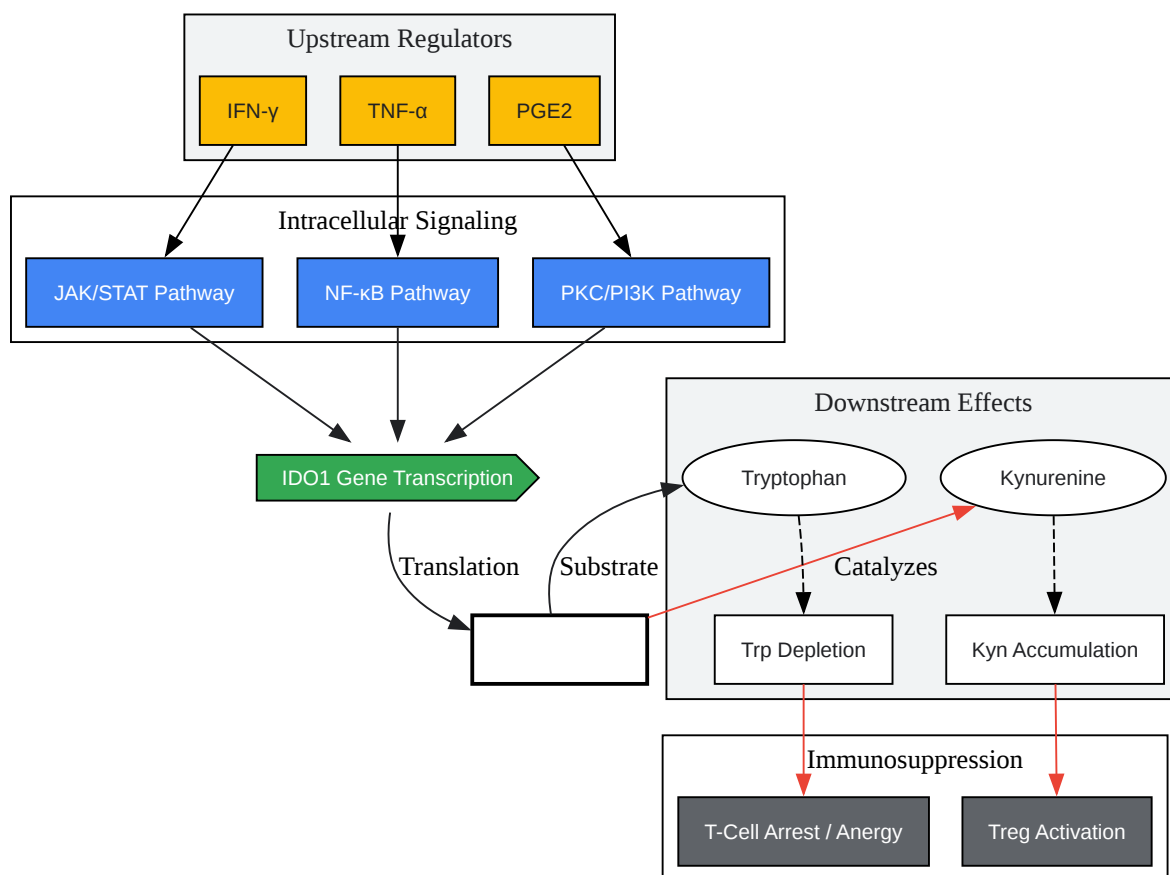 Upstream Regulators
IFN-γ
TNF-α
PGE2
Intracellular Signaling
JAK/STAT Pathway
NF-κB Pathway
PKC/PI3K Pathway
Downstream Effects
IDO1 Gene Transcription
Tryptophan
Kynurenine
Translation
Substrate
Catalyzes
Trp Depletion
Kyn Accumulation
Immunosuppression
T-Cell Arrest / Anergy
Treg Activation